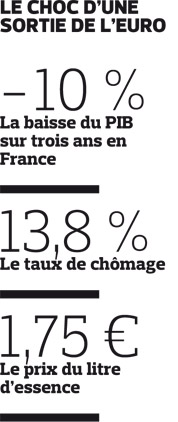 LE CHOC D’UNE
SORTIE DE L’EURO
–10 %
La baisse du PIB
sur trois ans en
France
13,8 %
Le taux de chômage
1,75 €
Le prix du litre
d’essence